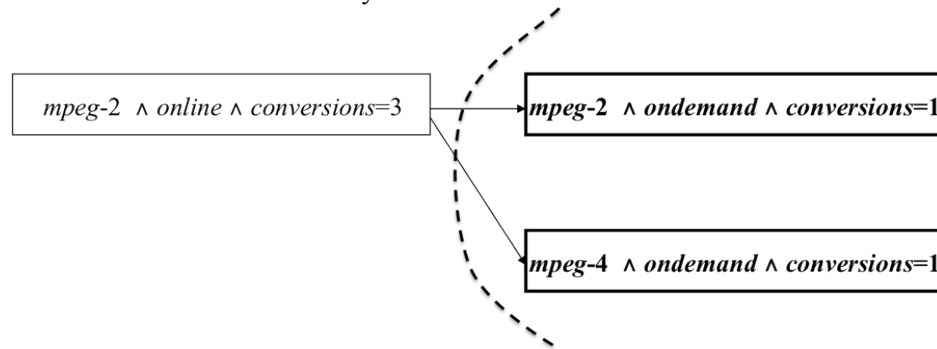 mpeg-2 ∧ online ∧ conversions=3
mpeg-2 ∧ ondemand ∧ conversions=1
mpeg-4 ∧ ondemand ∧ conversions=1